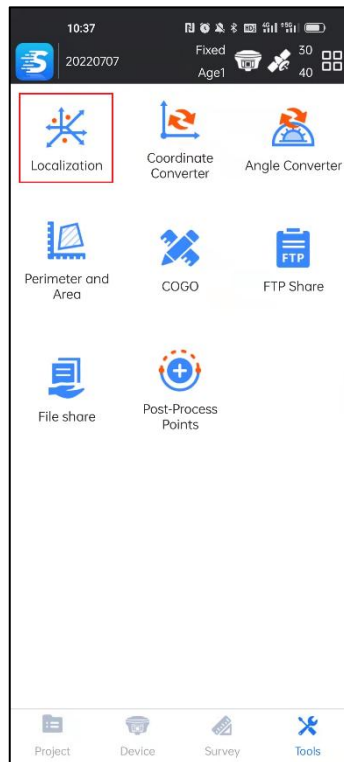 10:37
20220707
Fixed
Age1
30
40
Localization
Coordinate
Converter
Angle Converter
Perimeter and
Area
COGO
FTP
FTP Share
File share
Post-Process
Points
Project
Device
Survey
Tools